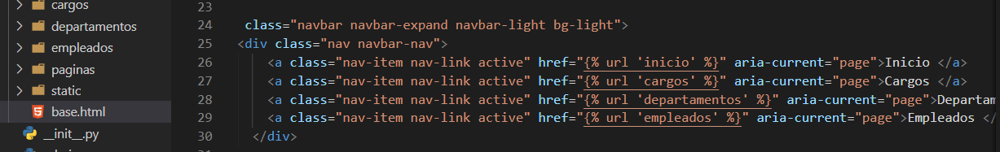 cargos
departamentos
empleados
paginas
static
base.html
__init__.py
23
24 class="navbar navbar-expand navbar-light bg-light">
25 <div class="nav navbar-nav">
26 <a class="nav-item nav-link active" href="{% url 'inicio' %}" aria-current="page">Inicio </a>
27 <a class="nav-item nav-link active" href="{% url 'cargos' %}" aria-current="page">Cargos </a>
28 <a class="nav-item nav-link active" href="{% url 'departamentos' %}" aria-current="page">Departam
29 <a class="nav-item nav-link active" href="{% url 'empleados' %}" aria-current="page">Empleados </
30 </div>